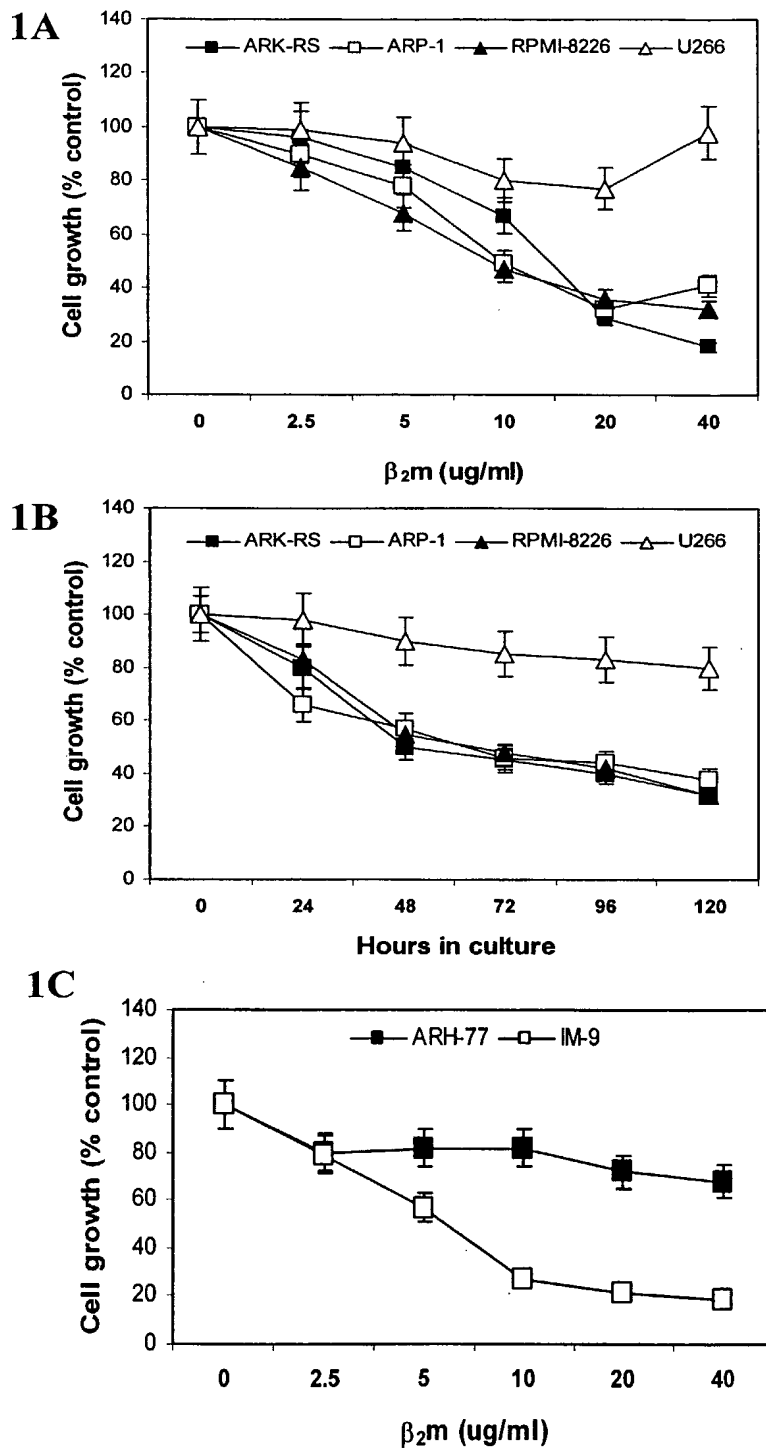 1A
ARK-RS ARP-1 RPMI-8226 U266
Cell growth (% control)
140
120
100
80
60
40
20
0
0 2.5 5 10 20 40
β₂m (ug/ml)
1B
ARK-RS ARP-1 RPMI-8226 U266
Cell growth (% control)
140
120
100
80
60
40
20
0
0 24 48 72 96 120
Hours in culture
1C
ARH-77 IM-9
Cell growth (% control)
140
120
100
80
60
40
20
0
0 2.5 5 10 20 40
β₂m (ug/ml)